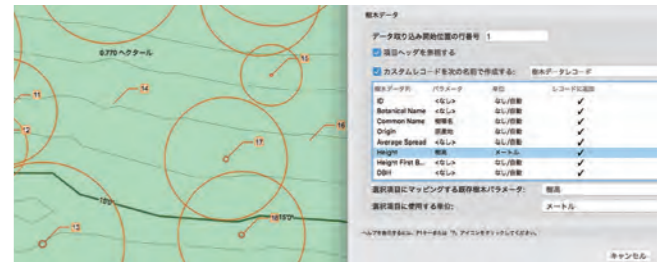 0.770 ヘクタール
15
11
14
12
16
17
13
樹木データ
データ取り込み開始位置の行番号 1
項目ヘッダを参照する
カスタムレコードを次の名前で作成する： 樹木データレコード
樹木データ列 パラメータ 単位 レコードに追加
ID <なし> なし/自動 ✓
Botanical Name <なし> なし/自動 ✓
Common Name 樹種名 なし/自動 ✓
Origin 原産地 なし/自動 ✓
Average Spread <なし> なし/自動 ✓
Height 樹高 メートル ✓
Height First B... <なし> なし/自動 ✓
DBH <なし> なし/自動 ✓
選択項目にマッピングする既存樹木パラメータ： 樹高
選択項目に使用する単位： メートル
キャンセル